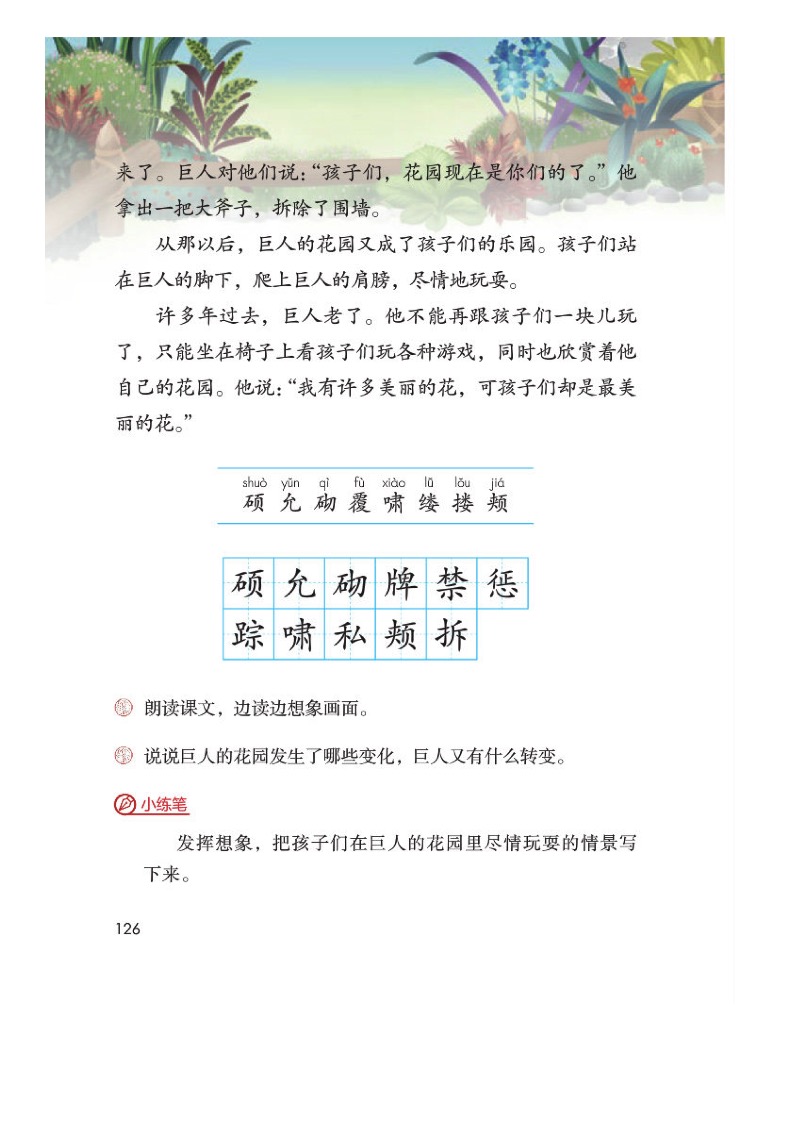 来了。巨人对他们说：“孩子们，花园现在是你们的了。”他
拿出一把大斧子，拆除了围墙。
从那以后，巨人的花园又成了孩子们的乐园。孩子们站
在巨人的脚下，爬上巨人的肩膀，尽情地玩耍。
许多年过去，巨人老了。他不能再跟孩子们一块儿玩
了，只能坐在椅子上看孩子们玩各种游戏，同时也欣赏着他
自己的花园。他说：“我有许多美丽的花，可孩子们却是最美
丽的花。”
shuò yǔn qì fù xiào lǚ lǒu jiá
硕 允 砌 覆 啸 缕 搂 颊
硕 允 砌 牌 禁 惩
踪 啸 私 颊 拆
朗读课文，边读边想象画面。
说说巨人的花园发生了哪些变化，巨人又有什么转变。
小练笔
发挥想象，把孩子们在巨人的花园里尽情玩耍的情景写
下来。
126